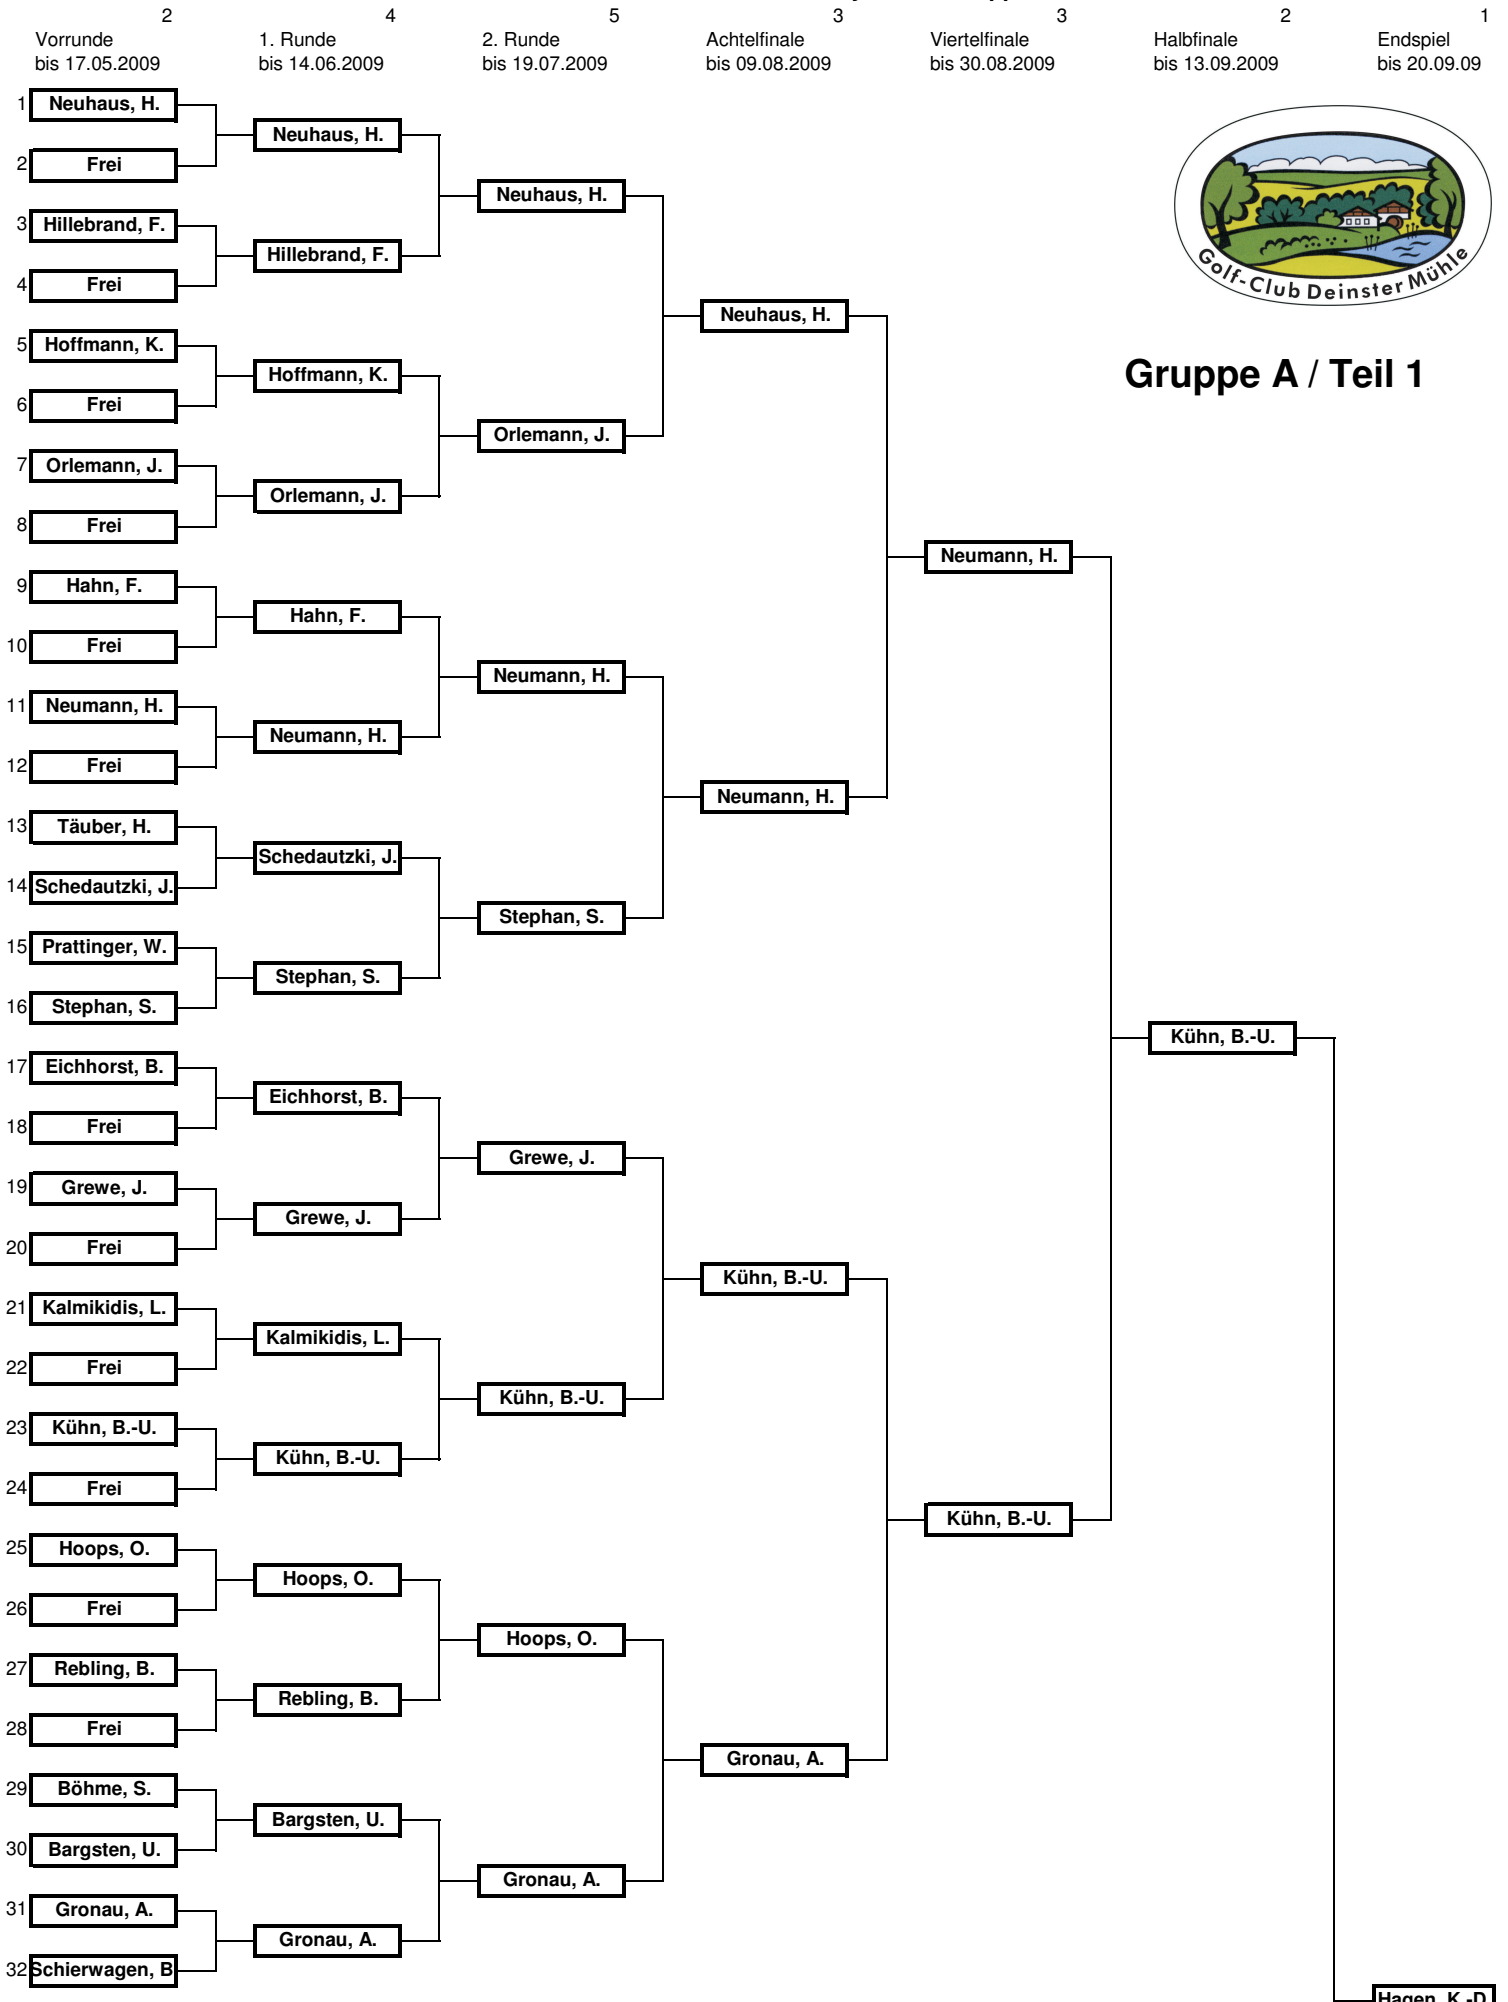 2 4 5 3 3 2 1
Vorrunde 1. Runde 2. Runde Achtelfinale Viertelfinale Halbfinale Endspiel
bis 17.05.2009 bis 14.06.2009 bis 19.07.2009 bis 09.08.2009 bis 30.08.2009 bis 13.09.2009 bis 20.09.09
1 Neuhaus, H.
Neuhaus, H.
2 Frei
Neuhaus, H.
3 Hillebrand, F.
Hillebrand, F.
4 Frei
Golf-Club Deinster Mühle
Neuhaus, H.
5 Hoffmann, K.
Hoffmann, K.
Gruppe A / Teil 1
6 Frei
Orlemann, J.
7 Orlemann, J.
Orlemann, J.
8 Frei
Neumann, H.
9 Hahn, F.
Hahn, F.
10 Frei
Neumann, H.
11 Neumann, H.
Neumann, H.
12 Frei
Neumann, H.
13 Täuber, H.
Schedautzki, J.
14 Schedautzki, J.
Stephan, S.
15 Prattinger, W.
Stephan, S.
16 Stephan, S.
Kühn, B.-U.
17 Eichhorst, B.
Eichhorst, B.
18 Frei
Grewe, J.
19 Grewe, J.
Grewe, J.
20 Frei
Kühn, B.-U.
21 Kalmikidis, L.
Kalmikidis, L.
22 Frei
Kühn, B.-U.
23 Kühn, B.-U.
Kühn, B.-U.
24 Frei
Kühn, B.-U.
25 Hoops, O.
Hoops, O.
26 Frei
Hoops, O.
27 Rebling, B.
Rebling, B.
28 Frei
Gronau, A.
29 Böhme, S.
Bargsten, U.
30 Bargsten, U.
Gronau, A.
31 Gronau, A.
Gronau, A.
32 Schierwagen, B
Hagen, K.-D.